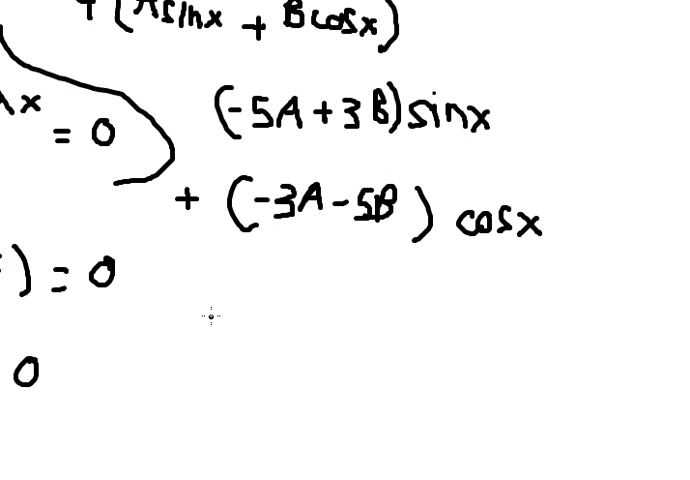 + (Asinx + Bcosx)
x = 0
(-5A+3B)sinx
+ (-3A-5B) cosx
) = 0
0